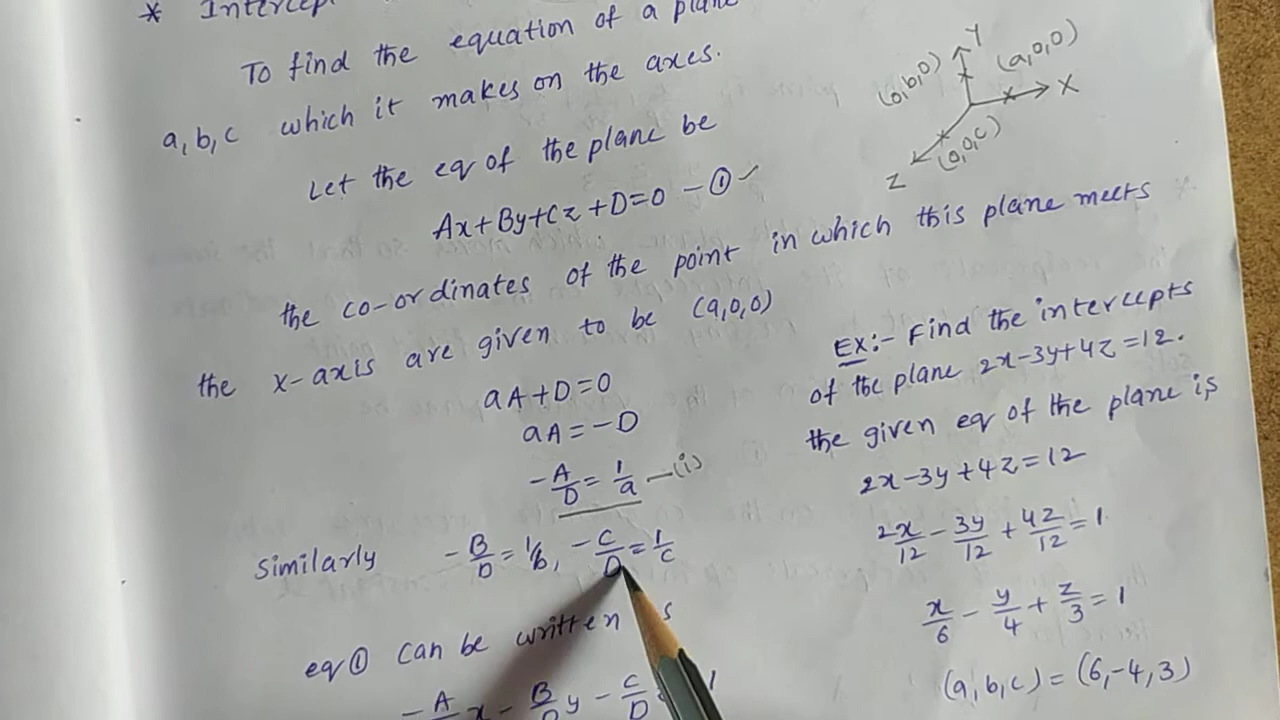 * Intercep
To find the equation of a plane
a,b,c which it makes on the axes.
Let the eq of the plane be
Ax+By+Cz+D=0 -①✓
the co-ordinates of the point in which this plane meets
the x-axis are given to be (a,0,0)
aA+D=0
aA=-D
-A/D = 1/a -(i)
Similarly -B/D = 1/b, -C/D = 1/c
eq ① can be written s
-A x - B/D y - C/D 1
Y
(0,b,0)
(a,0,0)
X
(0,0,c)
Z
EX:- Find the intercepts
of the plane 2x-3y+4z=12.
the given eq of the plane is
2x-3y+4z=12
2x/12 - 3y/12 + 4z/12 = 1
x/6 - y/4 + z/3 = 1
(a,b,c) = (6,-4,3)